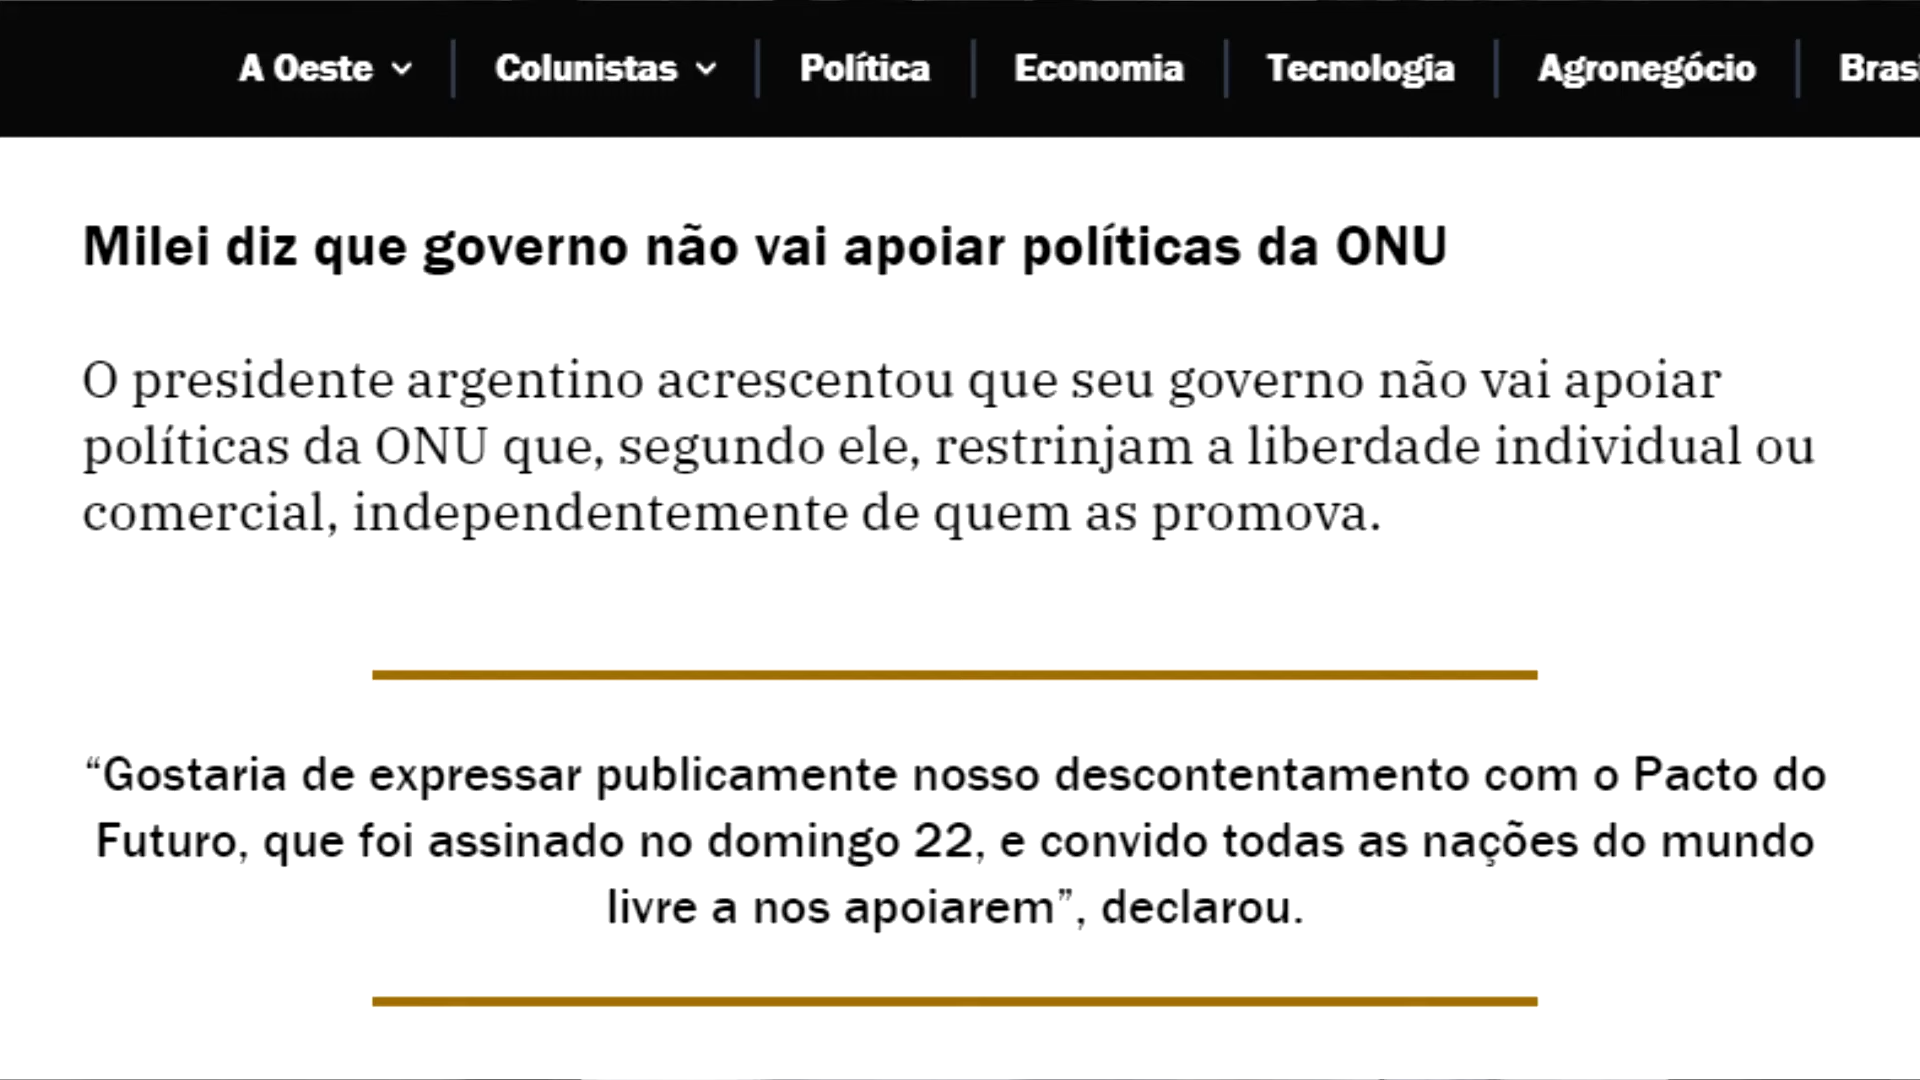 A Oeste Colunistas Política Economia Tecnologia Agronegócio
Milei diz que governo não vai apoiar políticas da ONU
O presidente argentino acrescentou que seu governo não vai apoiar
políticas da ONU que, segundo ele, restrinjam a liberdade individual ou
comercial, independentemente de quem as promova.
“Gostaria de expressar publicamente nosso descontentamento com o Pacto do
Futuro, que foi assinado no domingo 22, e convido todas as nações do mundo
livre a nos apoiarem”, declarou.